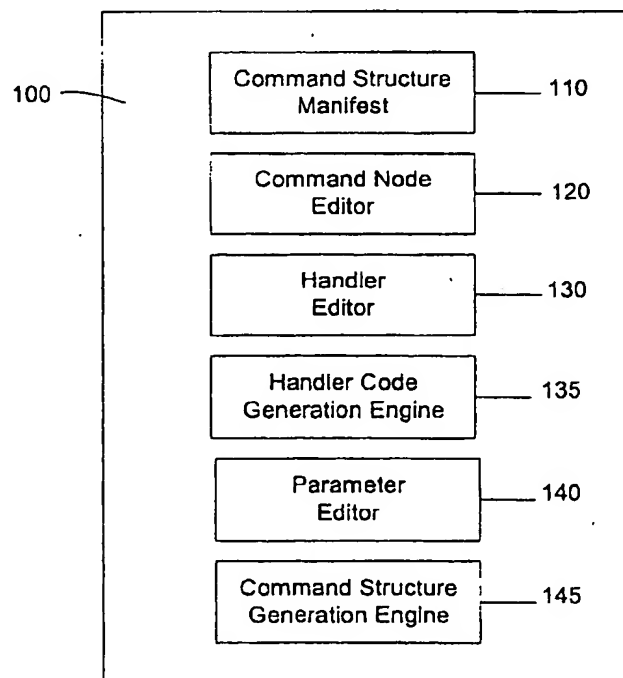 100
Command Structure
Manifest
110
Command Node
Editor
120
Handler
Editor
130
Handler Code
Generation Engine
135
Parameter
Editor
140
Command Structure
Generation Engine
145